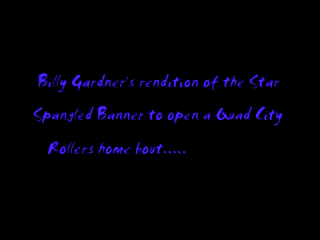 Billy Gardner's rendition of the Star
Spangled Banner to open a Quad City
Rollers home bout.....